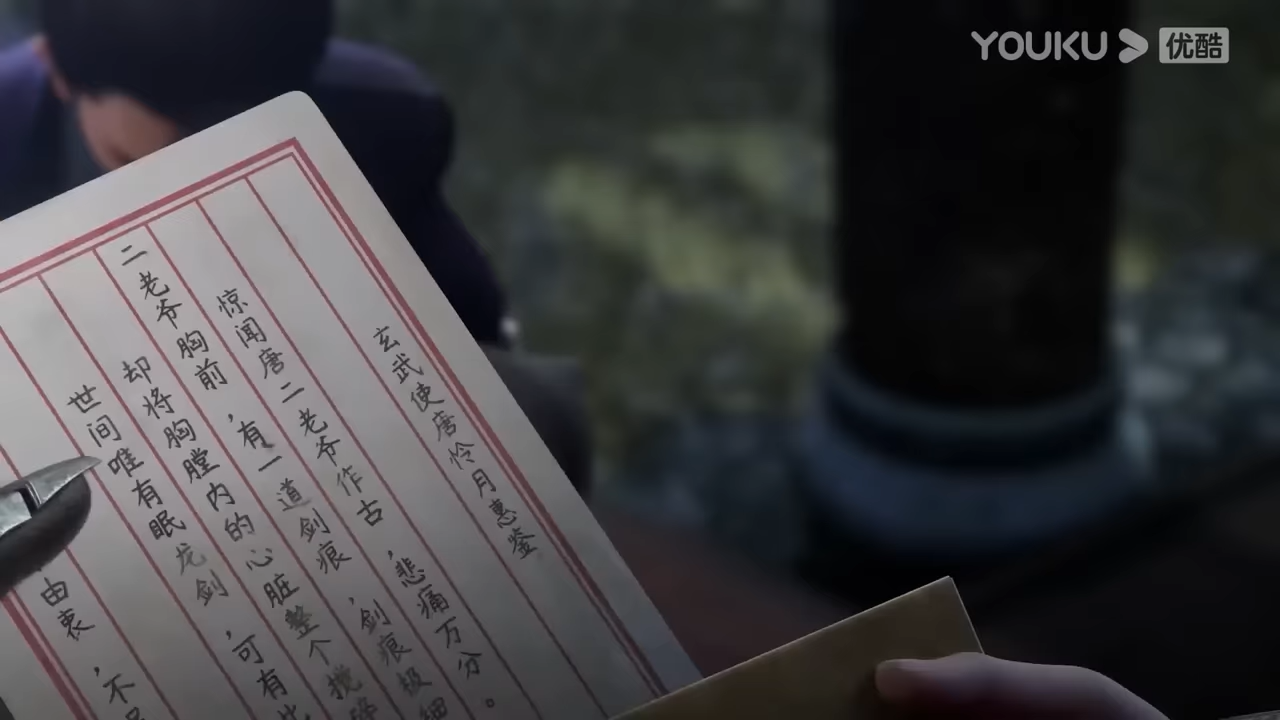 YOUKU 优酷
玄武使唐怜月惠鉴
惊闻唐二老爷作古,悲痛万分。
二老爷胸前,有一道剑痕,剑痕极细
却将胸膛内的心脏整个搅碎
世间唯有眠龙剑,可有此
由衷,不